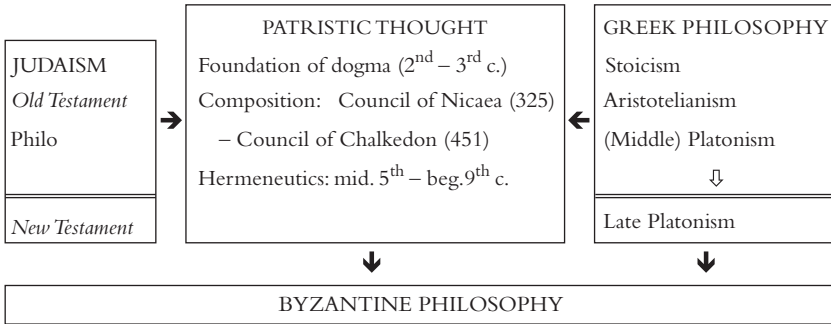 JUDAISM
Old Testament
Philo
New Testament
PATRISTIC THOUGHT
Foundation of dogma (2nd – 3rd c.)
Composition: Council of Nicaea (325)
– Council of Chalkedon (451)
Hermeneutics: mid. 5th – beg.9th c.
GREEK PHILOSOPHY
Stoicism
Aristotelianism
(Middle) Platonism
Late Platonism
BYZANTINE PHILOSOPHY